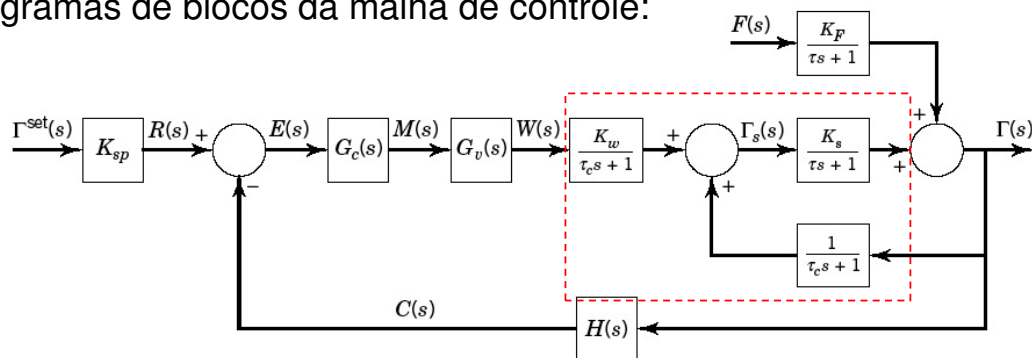 gramas de blocos da malha de controle:
F(s)
K_F
τs + 1
Γ^set(s)
K_sp
R(s)
+
−
E(s)
G_c(s)
M(s)
G_v(s)
W(s)
K_w
τ_c s + 1
+
+
Γ_s(s)
K_s
τs + 1
+
+
Γ(s)
1
τ_c s + 1
C(s)
H(s)